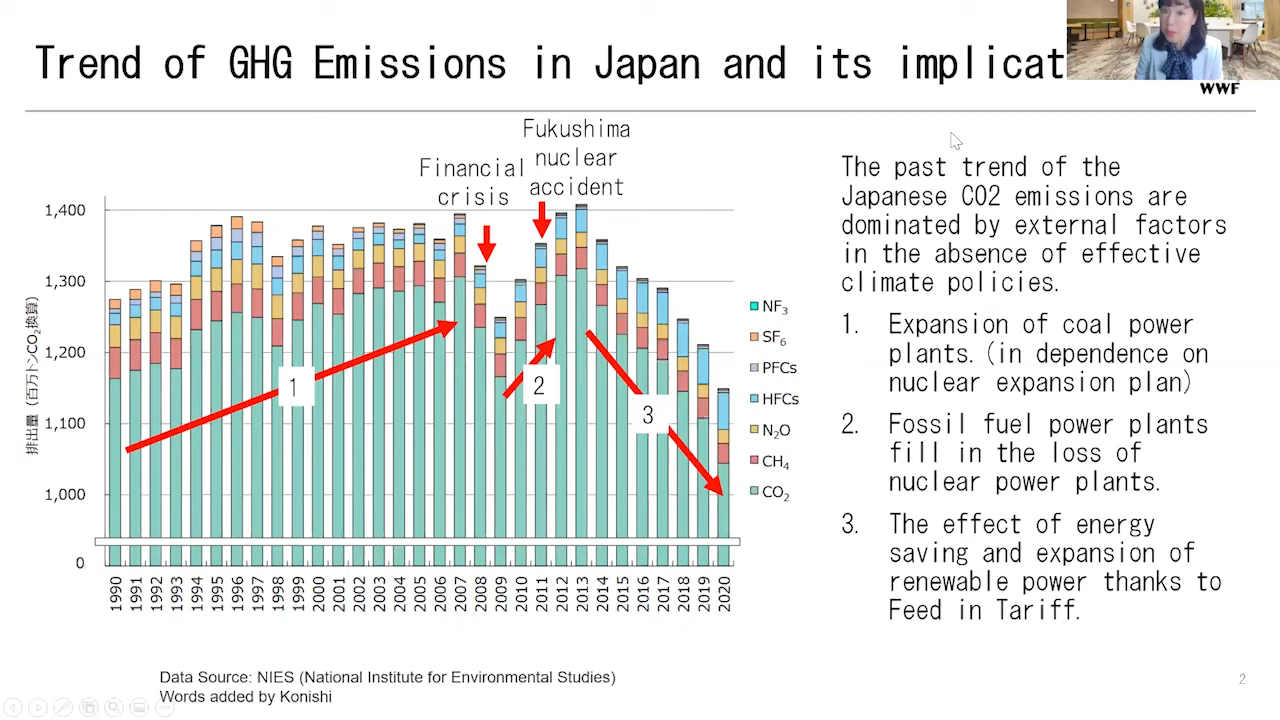 Trend of GHG Emissions in Japan and its implicat
WWF
Financial
crisis
Fukushima
nuclear
accident
排出量（百万トンCO2換算）
1,400
1,300
1,200
1,100
1,000
0
1
2
3
1990
1991
1992
1993
1994
1995
1996
1997
1998
1999
2000
2001
2002
2003
2004
2005
2006
2007
2008
2009
2010
2011
2012
2013
2014
2015
2016
2017
2018
2019
2020
NF3
SF6
PFCs
HFCs
N2O
CH4
CO2
The past trend of the
Japanese CO2 emissions are
dominated by external factors
in the absence of effective
climate policies.
1. Expansion of coal power
plants.(in dependence on
nuclear expansion plan)
2. Fossil fuel power plants
fill in the loss of
nuclear power plants.
3. The effect of energy
saving and expansion of
renewable power thanks to
Feed in Tariff.
Data Source: NIES (National Institute for Environmental Studies)
Words added by Konishi
2